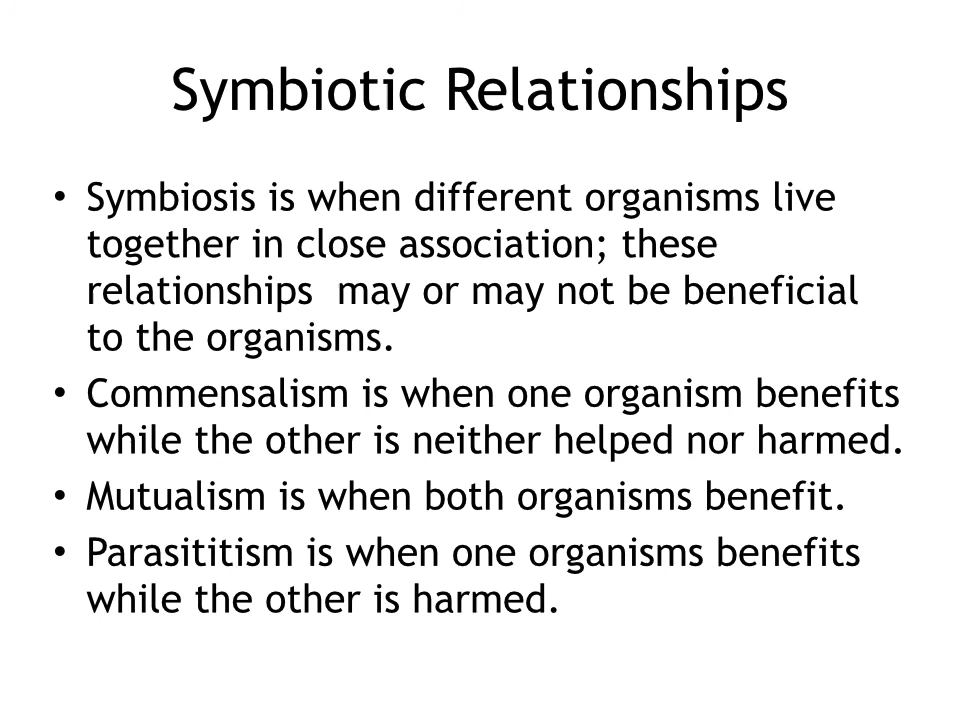 Symbiotic Relationships
• Symbiosis is when different organisms live
together in close association; these
relationships  may or may not be beneficial
to the organisms.
• Commensalism is when one organism benefits
while the other is neither helped nor harmed.
• Mutualism is when both organisms benefit.
• Parasititism is when one organisms benefits
while the other is harmed.